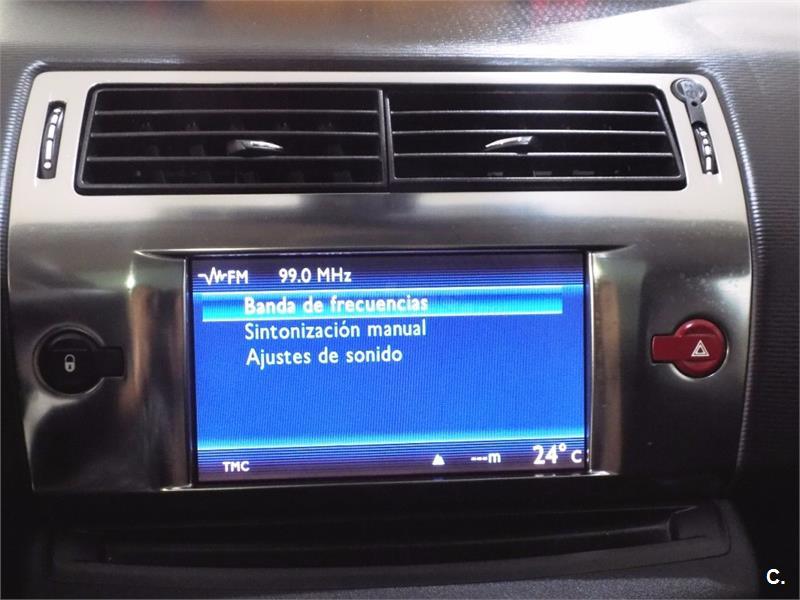 FM 99.0 MHz
Banda de frecuencias
Sintonización manual
Ajustes de sonido
TMC ---m 24° c
C.